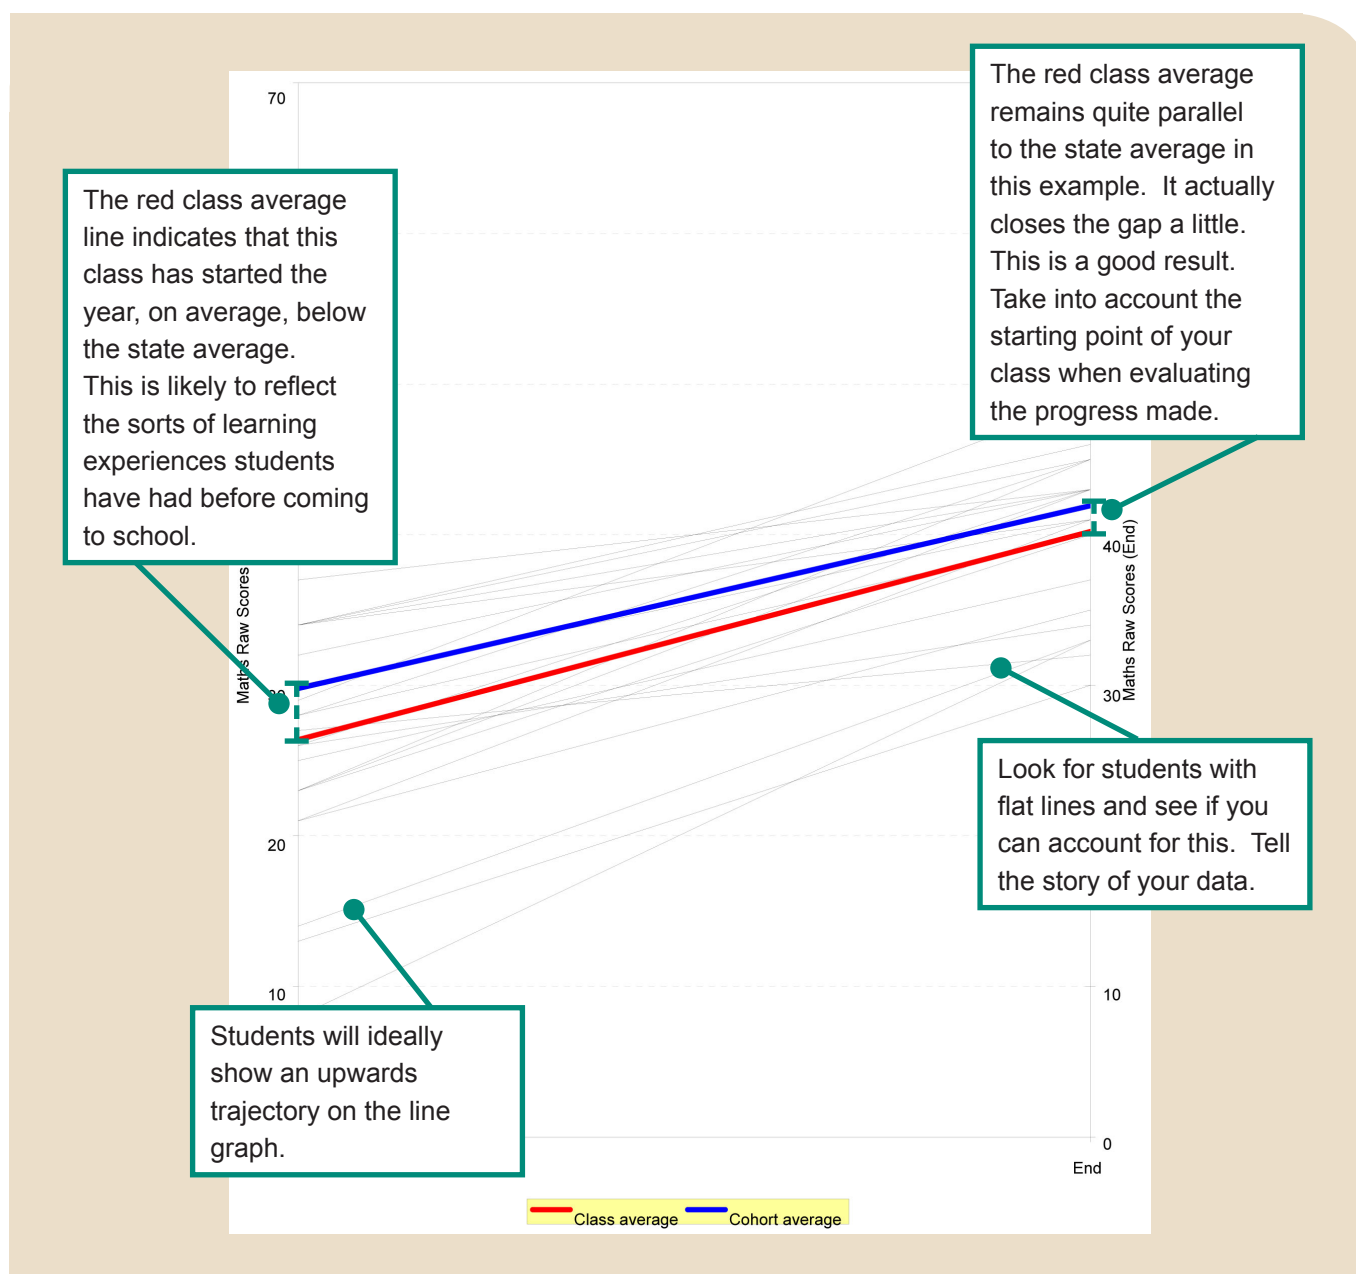 70
The red class average
line indicates that this
class has started the
year, on average, below
the state average.
This is likely to reflect
the sorts of learning
experiences students
have had before coming
to school.
The red class average
remains quite parallel
to the state average in
this example.  It actually
closes the gap a little.
This is a good result.
Take into account the
starting point of your
class when evaluating
the progress made.
Maths Raw Scores
30
20
10
40
Maths Raw Scores (End)
30
10
0
End
Look for students with
flat lines and see if you
can account for this.  Tell
the story of your data.
Students will ideally
show an upwards
trajectory on the line
graph.
Class average
Cohort average